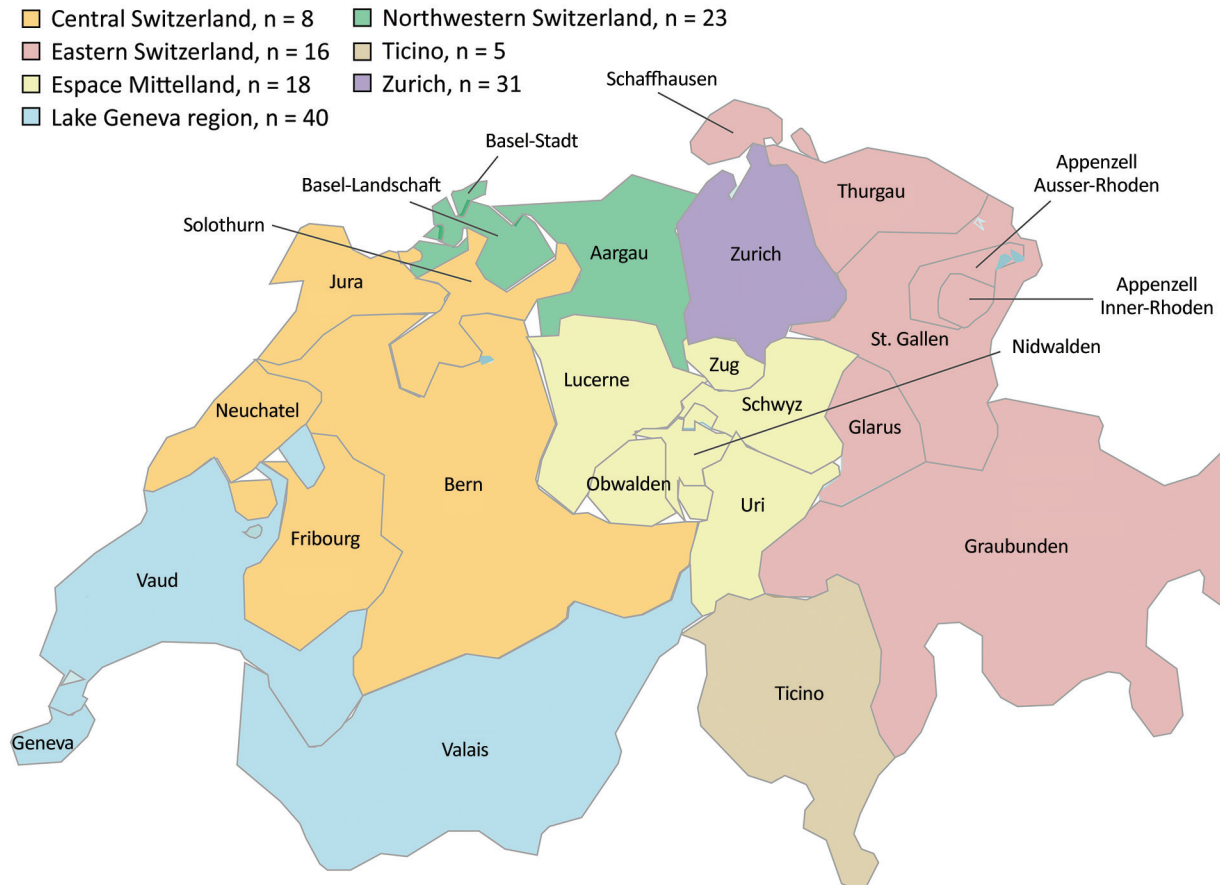 Central Switzerland, n = 8
Eastern Switzerland, n = 16
Espace Mittelland, n = 18
Lake Geneva region, n = 40
Northwestern Switzerland, n = 23
Ticino, n = 5
Zurich, n = 31
Schaffhausen
Basel-Stadt
Basel-Landschaft
Solothurn
Appenzell
Ausser-Rhoden
Thurgau
Aargau
Zurich
Jura
Appenzell
Inner-Rhoden
St. Gallen
Nidwalden
Zug
Lucerne
Schwyz
Neuchatel
Glarus
Bern
Obwalden
Uri
Fribourg
Graubunden
Vaud
Ticino
Geneva
Valais